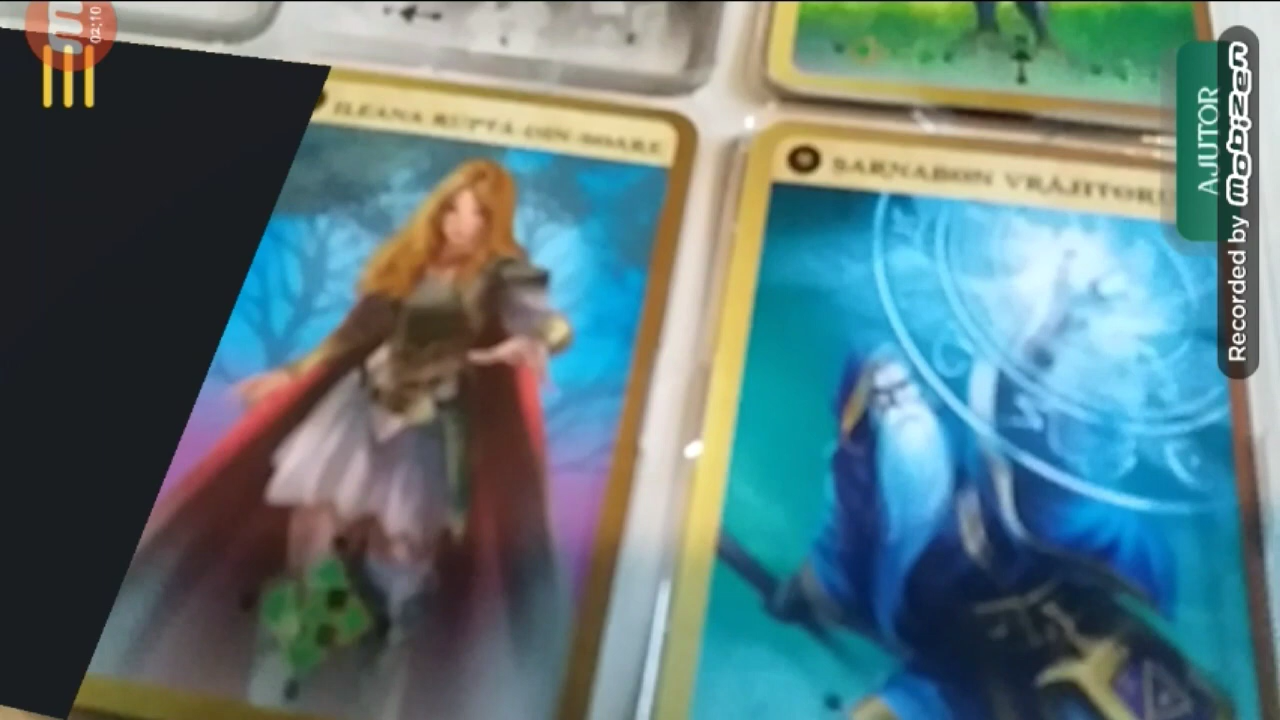 02:10
ILEANA RUPTA-DIN-SOARE
SARNABON VRĂJITORU
AJUTOR
Recorded by mobizen